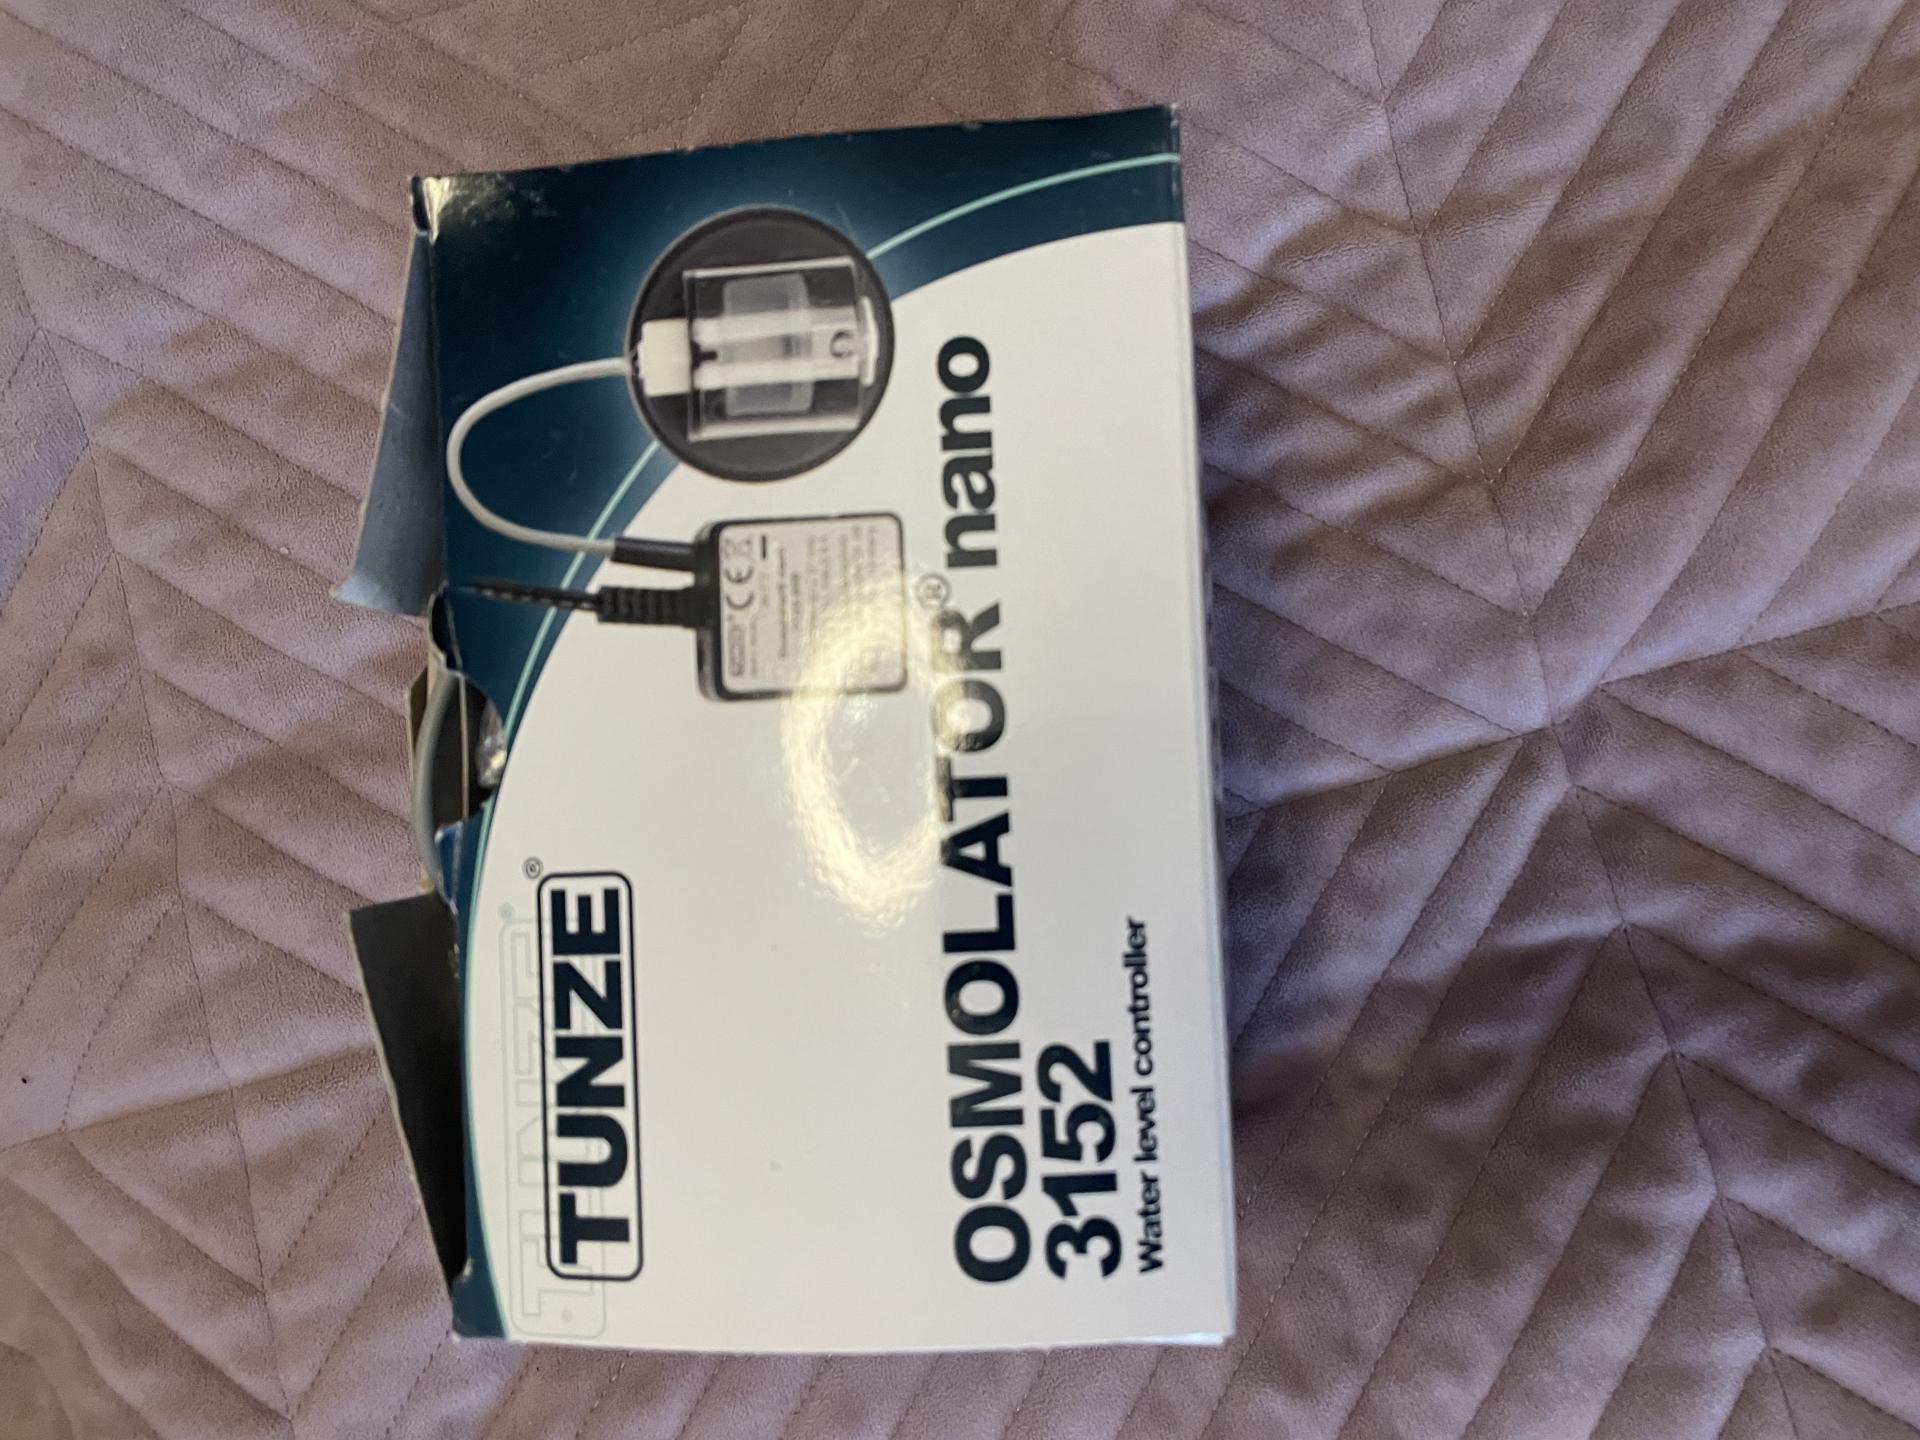 TUNZE®
OSMOLATOR® nano
3152
Water level controller